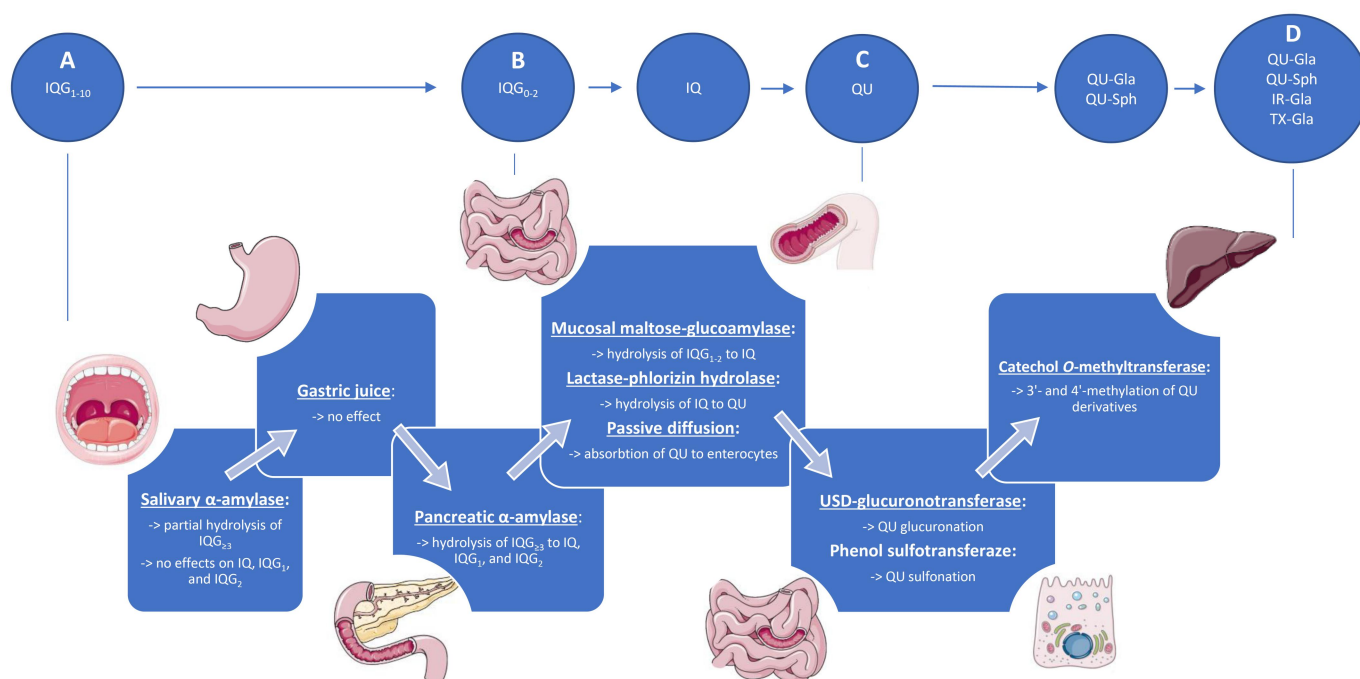 A
IQG₁₋₁₀
B
IQG₀₋₂
IQ
C
QU
QU-Gla
QU-Sph
D
QU-Gla
QU-Sph
IR-Gla
TX-Gla
Salivary α-amylase:
-> partial hydrolysis of
IQG≥₃
-> no effects on IQ, IQG₁,
and IQG₂
Gastric juice:
-> no effect
Pancreatic α-amylase:
-> hydrolysis of IQG≥₃ to IQ,
IQG₁, and IQG₂
Mucosal maltose-glucoamylase:
-> hydrolysis of IQG₁₋₂ to IQ
Lactase-phlorizin hydrolase:
-> hydrolysis of IQ to QU
Passive diffusion:
-> absorbtion of QU to enterocytes
USD-glucuronotransferase:
-> QU glucuronation
Phenol sulfotransferaze:
-> QU sulfonation
Catechol O-methyltransferase:
-> 3'- and 4'-methylation of QU
derivatives